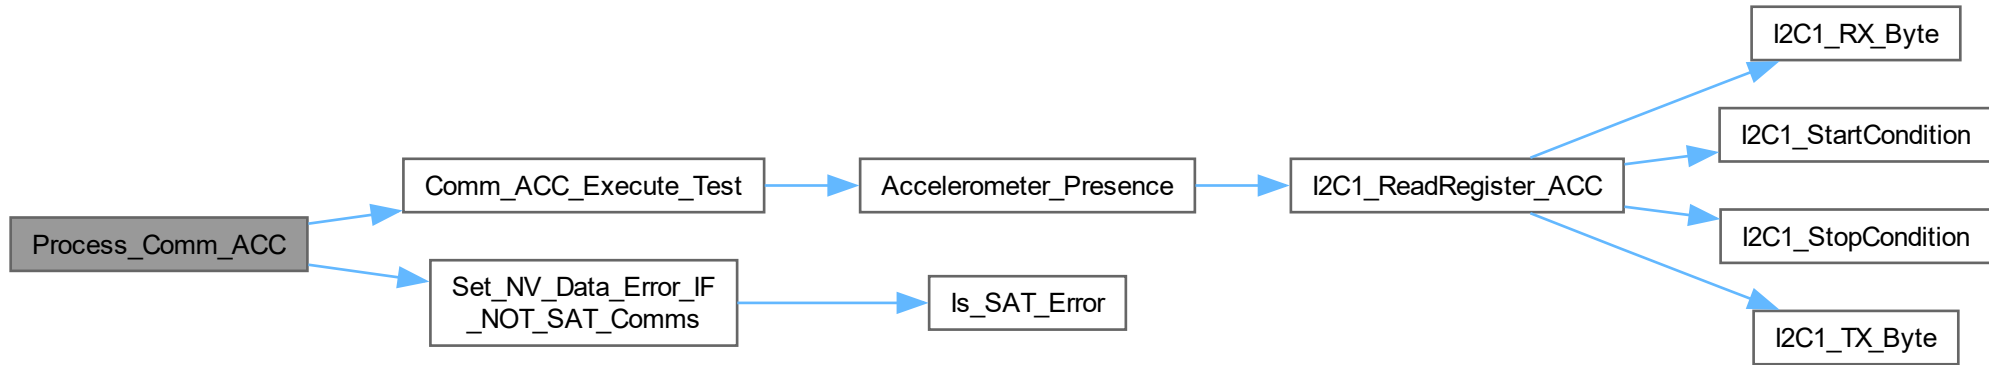 Process_Comm_ACC
Comm_ACC_Execute_Test
Accelerometer_Presence
I2C1_ReadRegister_ACC
I2C1_RX_Byte
I2C1_StartCondition
I2C1_StopCondition
I2C1_TX_Byte
Set_NV_Data_Error_IF
_NOT_SAT_Comms
Is_SAT_Error